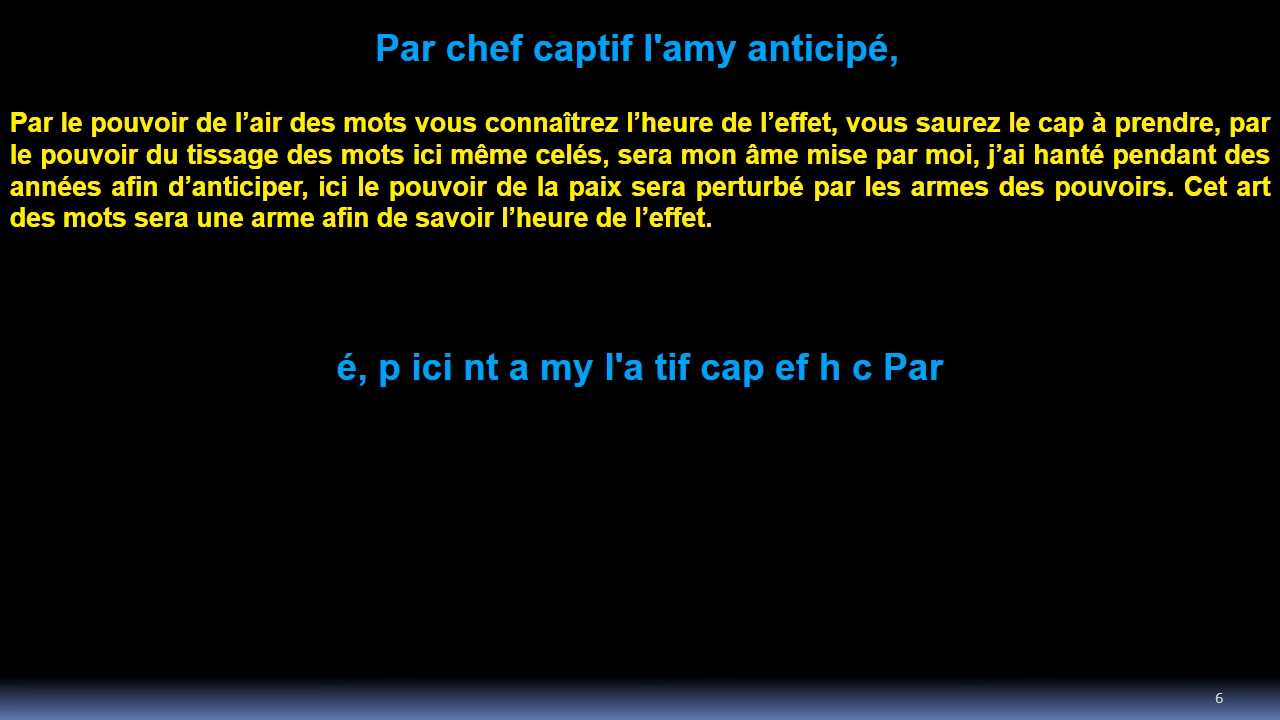 Par chef captif l'amy anticipé,
Par le pouvoir de l’air des mots vous connaîtrez l’heure de l’effet, vous saurez le cap à prendre, par
le pouvoir du tissage des mots ici même celés, sera mon âme mise par moi, j’ai hanté pendant des
années afin d’anticiper, ici le pouvoir de la paix sera perturbé par les armes des pouvoirs. Cet art
des mots sera une arme afin de savoir l’heure de l’effet.
é, p ici nt a my l'a tif cap ef h c Par
6